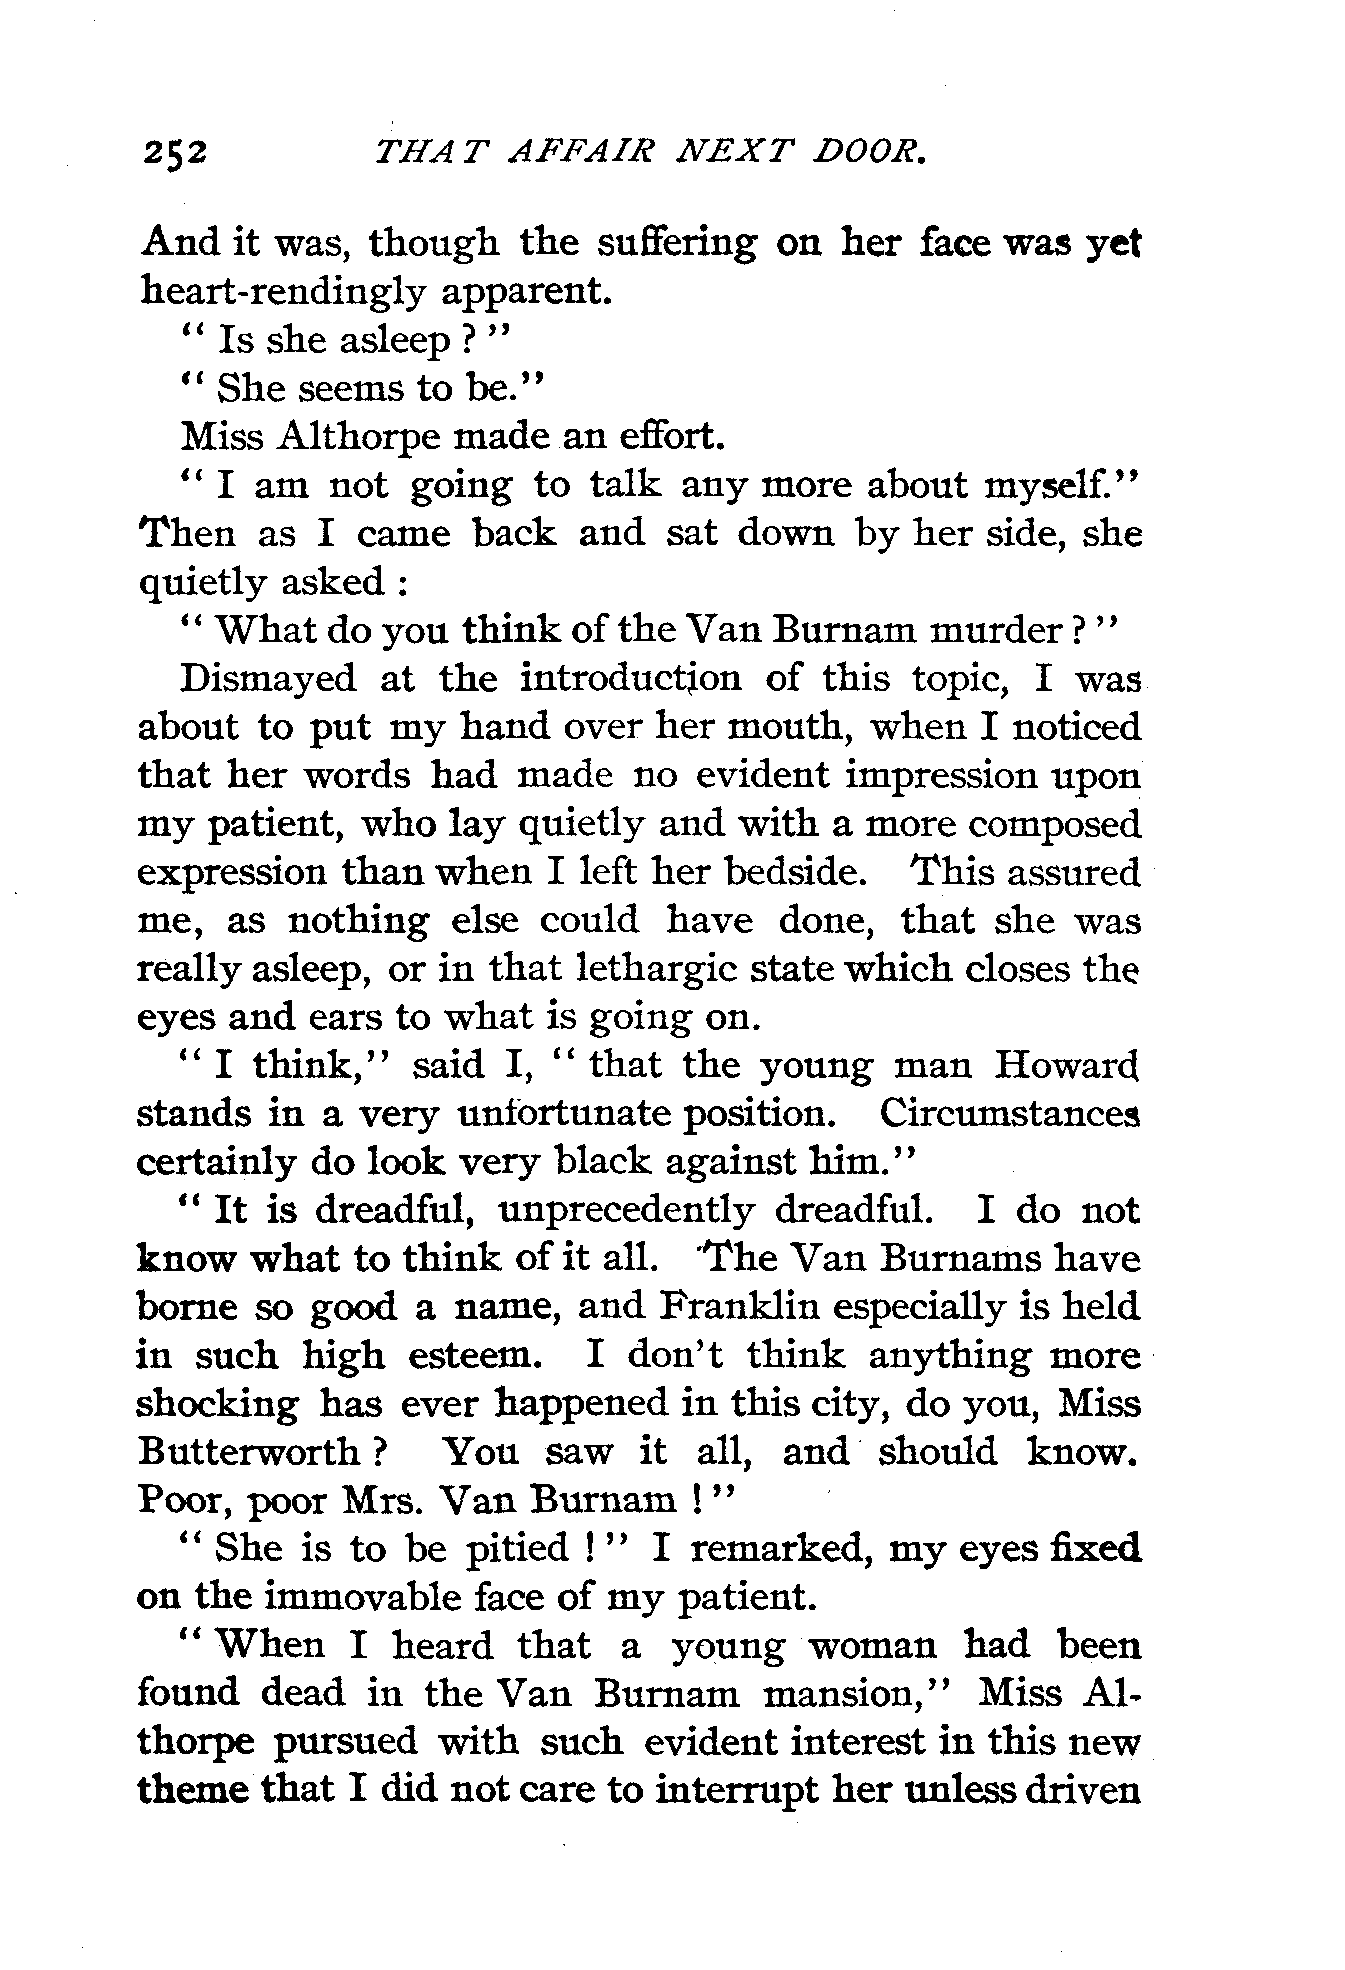 252 THAT AFFAIR NEXT DOOR.
And it was, though the suffering on her face was yet
heart-rendingly apparent.
" Is she asleep ? "
" She seems to be."
Miss Althorpe made an effort.
" I am not going to talk any more about myself."
Then as I came back and sat down by her side, she
quietly asked :
" What do you think of the Van Burnam murder ? "
Dismayed at the introduction of this topic, I was
about to put my hand over her mouth, when I noticed
that her words had made no evident impression upon
my patient, who lay quietly and with a more composed
expression than when I left her bedside. This assured
me, as nothing else could have done, that she was
really asleep, or in that lethargic state which closes the
eyes and ears to what is going on.
" I think," said I, " that the young man Howard
stands in a very unfortunate position. Circumstances
certainly do look very black against him."
" It is dreadful, unprecedently dreadful. I do not
know what to think of it all. The Van Burnams have
borne so good a name, and Franklin especially is held
in such high esteem. I don't think anything more
shocking has ever happened in this city, do you, Miss
Butterworth ? You saw it all, and should know.
Poor, poor Mrs. Van Burnam ! "
" She is to be pitied ! " I remarked, my eyes fixed
on the immovable face of my patient.
" When I heard that a young woman had been
found dead in the Van Burnam mansion," Miss Al-
thorpe pursued with such evident interest in this new
theme that I did not care to interrupt her unless driven